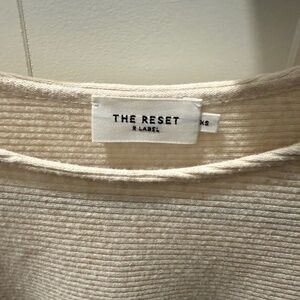 THE RESET
R LABEL
XS